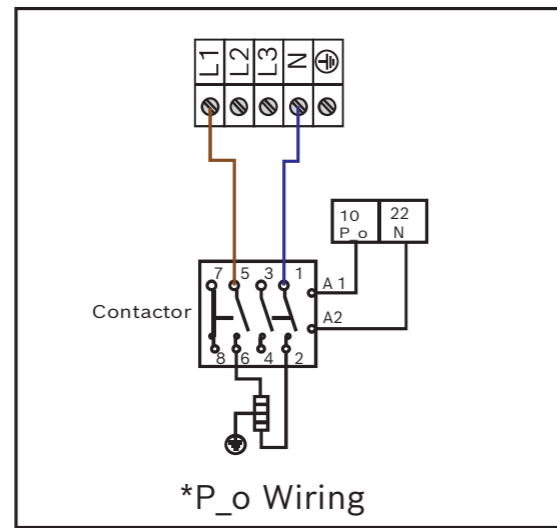 L1 L2 L3 N
10 22
P_o N
7 5 3 1
A1
Contactor
A2
8 6 4 2
*P_o Wiring